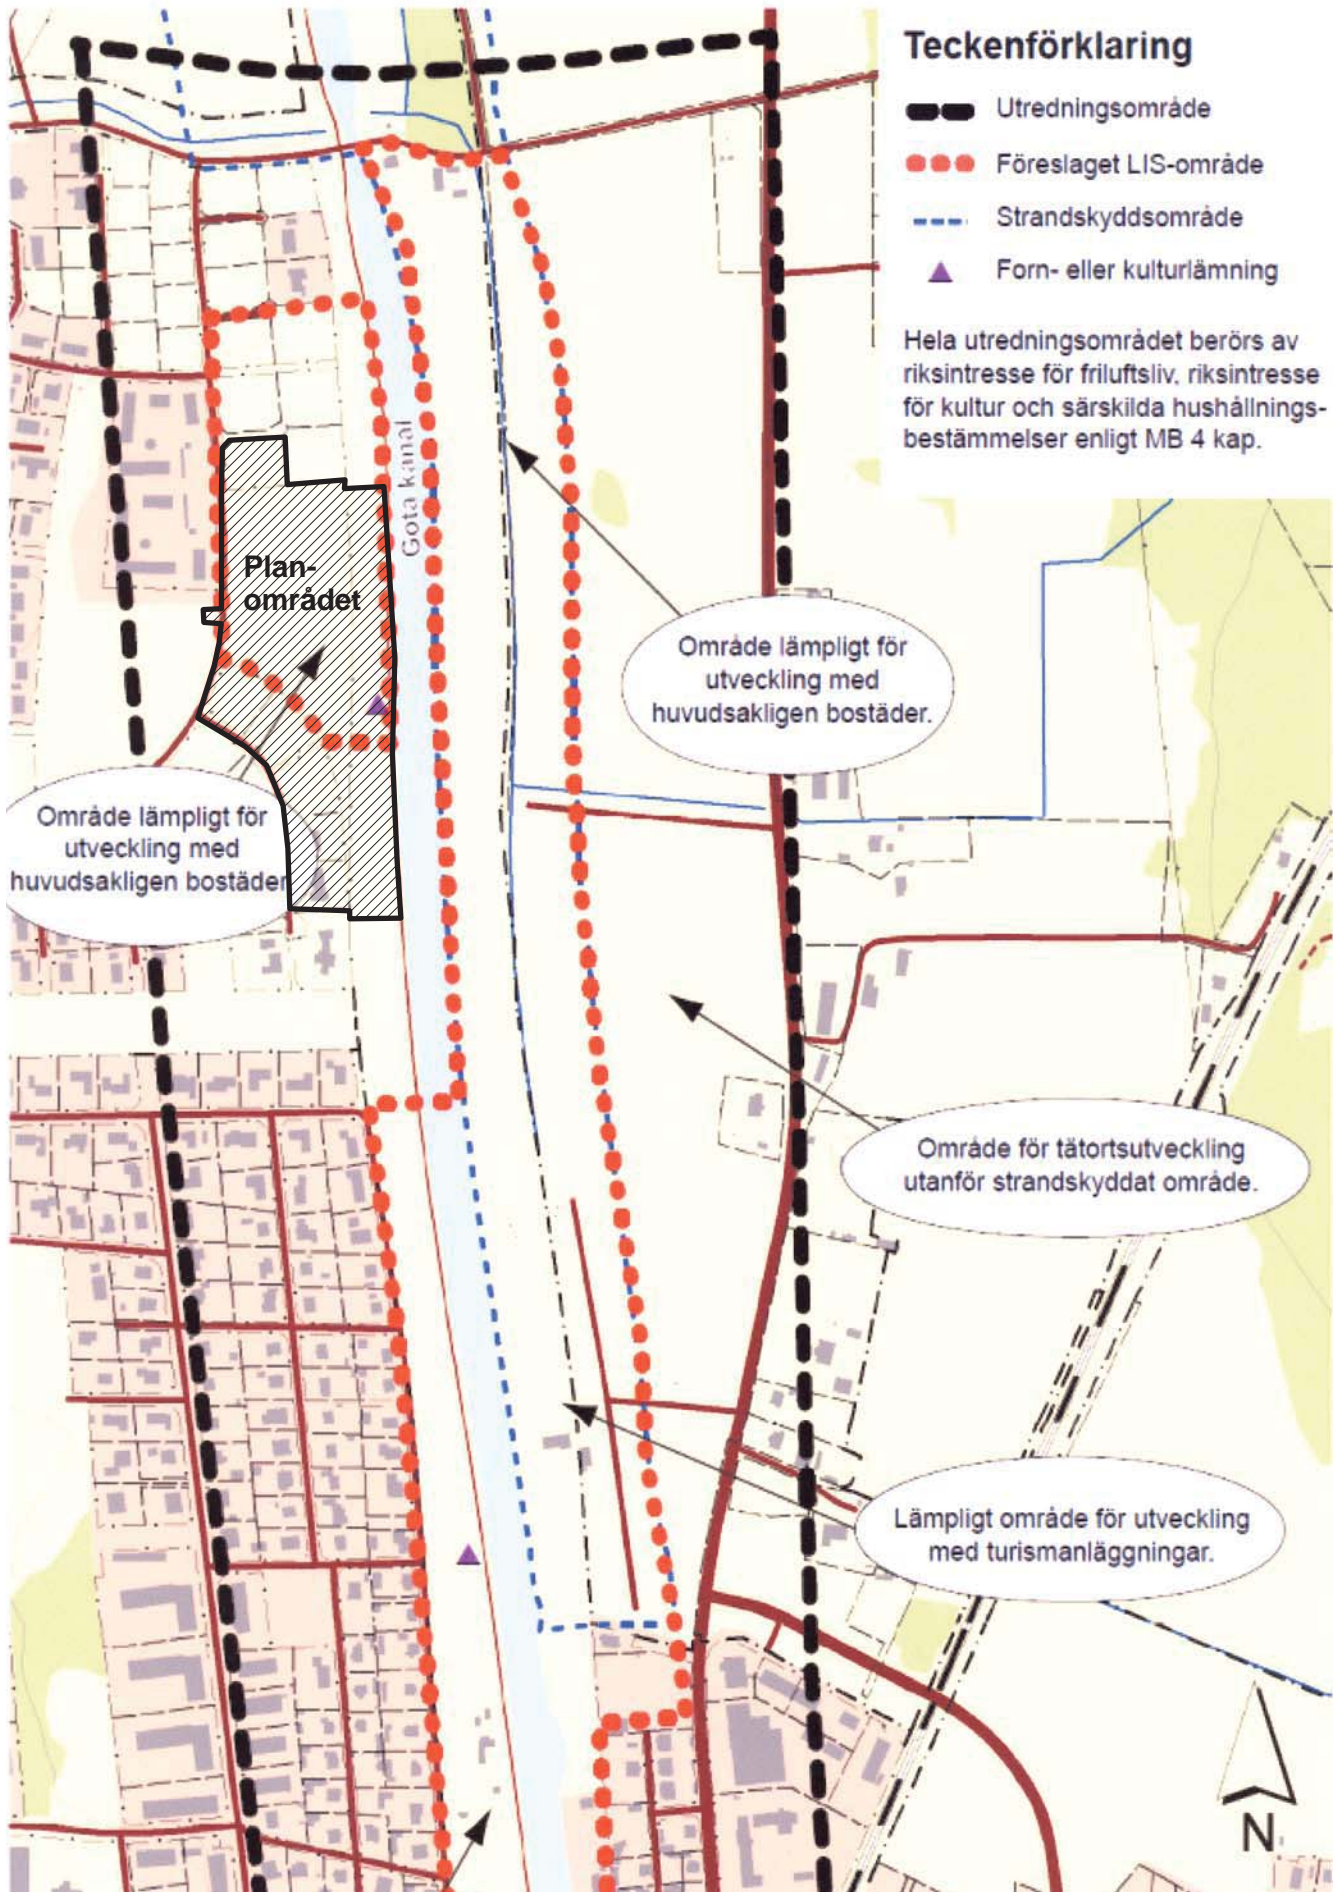 Teckenförklaring
Utredningsområde
Föreslaget LIS-område
Strandskyddsområde
Forn- eller kulturlämning
Hela utredningsområdet berörs av
riksintresse för friluftsliv, riksintresse
för kultur och särskilda hushållnings-
bestämmelser enligt MB 4 kap.
Göta kanal
Plan-
området
Område lämpligt för
utveckling med
huvudsakligen bostäder.
Område lämpligt för
utveckling med
huvudsakligen bostäder
Område för tätortsutveckling
utanför strandskyddat område.
Lämpligt område för utveckling
med turismanläggningar.
N